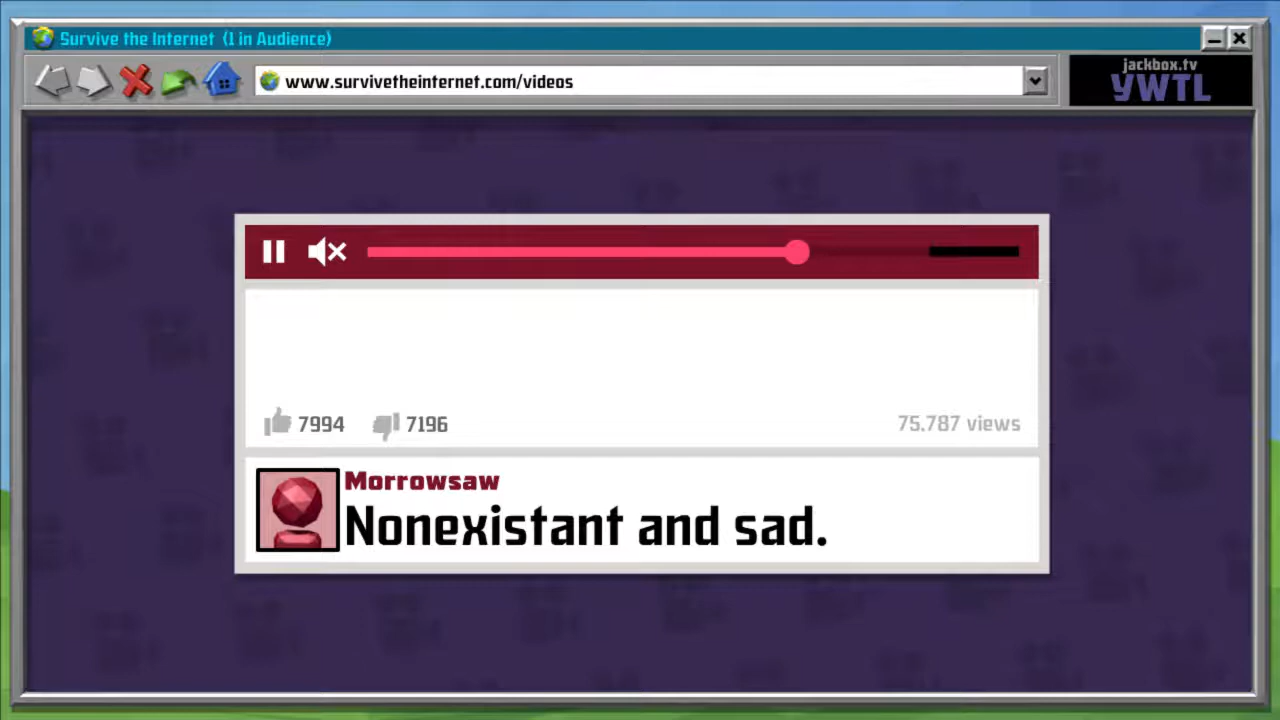 Survive the Internet (1 in Audience)
www.survivetheinternet.com/videos
jackbox.tv
YWTL
7994
7196
75,787 views
Morrowsaw
Nonexistant and sad.